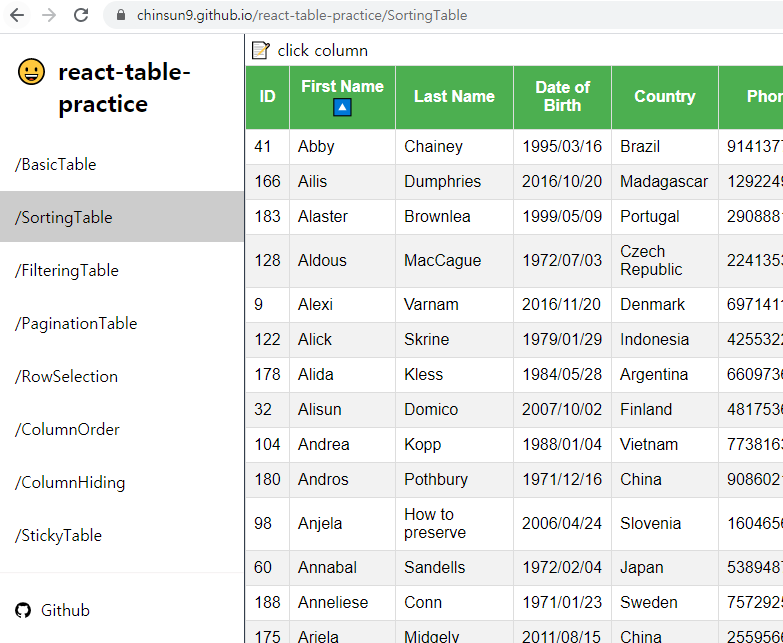 chinsun9.github.io/react-table-practice/SortingTable
react-table-
practice
/BasicTable
/SortingTable
/FilteringTable
/PaginationTable
/RowSelection
/ColumnOrder
/ColumnHiding
/StickyTable
Github
click column
ID First Name Last Name Date of Birth Country Phon
41 Abby Chainey 1995/03/16 Brazil 914137
166 Ailis Dumphries 2016/10/20 Madagascar 129224
183 Alaster Brownlea 1999/05/09 Portugal 290888
128 Aldous MacCague 1972/07/03 Czech Republic 224135
9 Alexi Varnam 2016/11/20 Denmark 697141
122 Alick Skrine 1979/01/29 Indonesia 425532
178 Alida Kless 1984/05/28 Argentina 660973
32 Alisun Domico 2007/10/02 Finland 481753
104 Andrea Kopp 1988/01/04 Vietnam 773816
180 Andros Pothbury 1971/12/16 China 908602
98 Anjela How to preserve 2006/04/24 Slovenia 160465
60 Annabal Sandells 1972/02/04 Japan 538948
188 Anneliese Conn 1971/01/23 Sweden 757292
175 Ariela Midgely 2011/08/15 China 255956